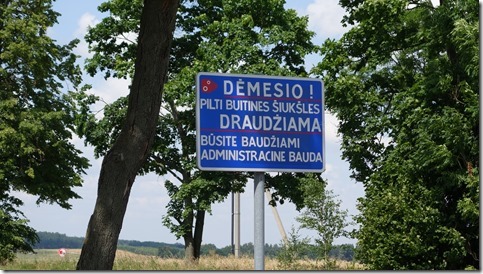 DĖMESIO !
PILTI BUITINES ŠIUKŠLES
DRAUDŽIAMA
BŪSITE BAUDŽIAMI
ADMINISTRACINE BAUDA